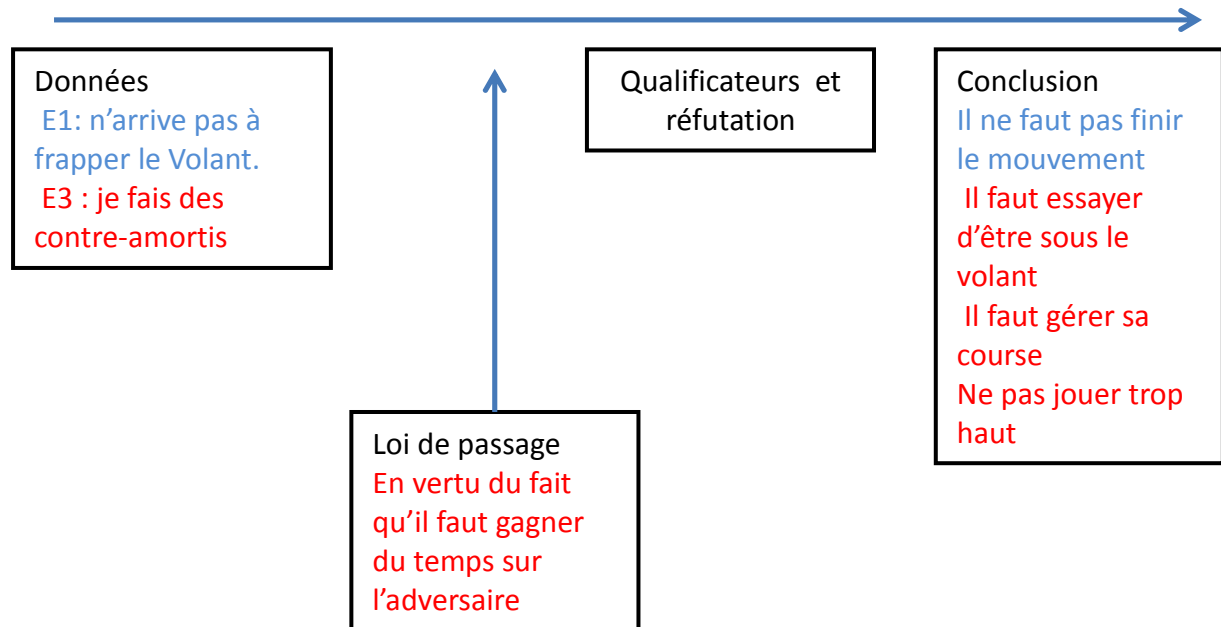 Données
E1: n'arrive pas à
frapper le Volant.
E3 : je fais des
contre-amortis
Qualificateurs et
réfutation
Conclusion
Il ne faut pas finir
le mouvement
Il faut essayer
d'être sous le
volant
Il faut gérer sa
course
Ne pas jouer trop
haut
Loi de passage
En vertu du fait
qu'il faut gagner
du temps sur
l'adversaire